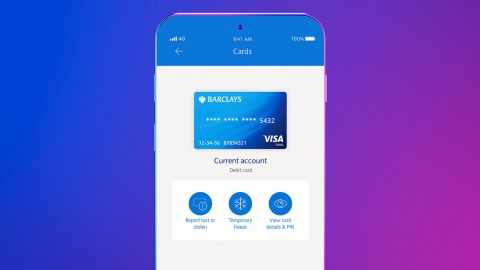 4G 9:41 AM 100%
Cards
BARCLAYS
**** **** **** 5432
VISA
Debit
12-34-56 87654321
Current account
Debit card
Report lost or
stolen
Temporary
freeze
View card
details & PIN